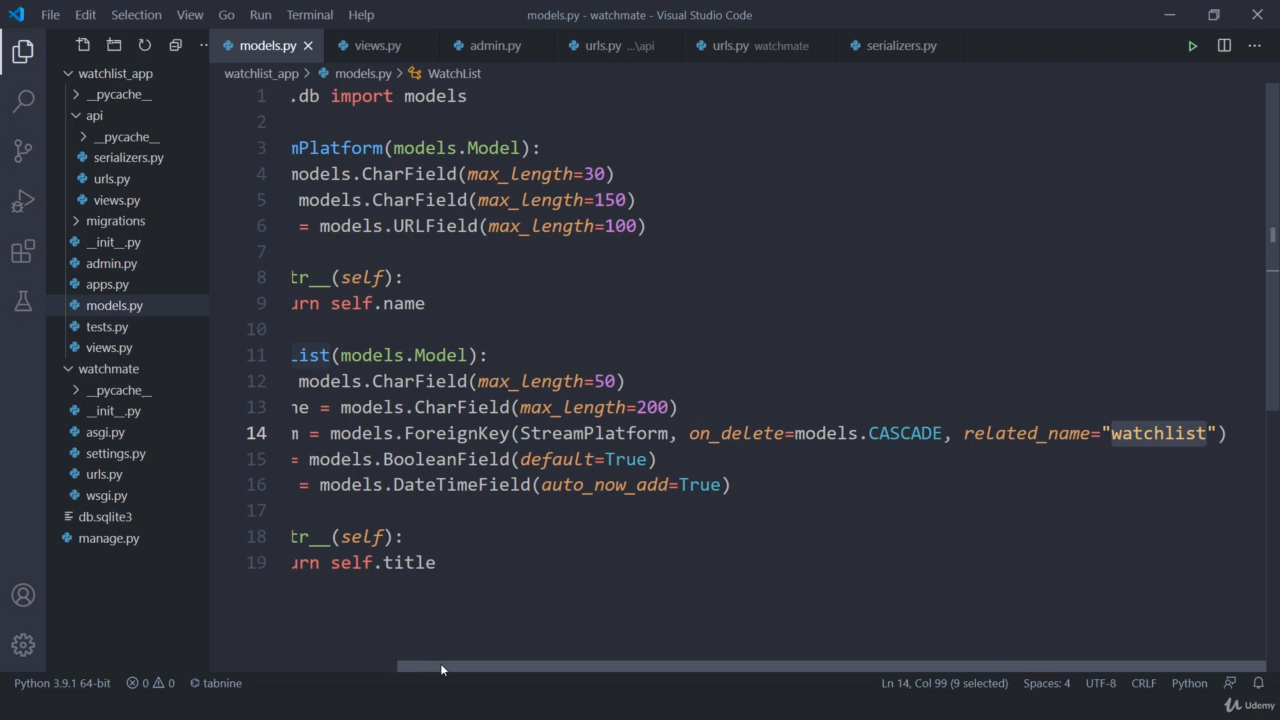 File Edit Selection View Go Run Terminal Help models.py - watchmate - Visual Studio Code
models.py views.py admin.py urls.py ...\api urls.py watchmate serializers.py
watchlist_app > models.py > WatchList
watchlist_app
__pycache__
api
__pycache__
serializers.py
urls.py
views.py
migrations
__init__.py
admin.py
apps.py
models.py
tests.py
views.py
watchmate
__pycache__
__init__.py
asgi.py
settings.py
urls.py
wsgi.py
db.sqlite3
manage.py
1 .db import models
2
3 mPlatform(models.Model):
4 models.CharField(max_length=30)
5 models.CharField(max_length=150)
6 = models.URLField(max_length=100)
7
8 tr__(self):
9 urn self.name
10
11 List(models.Model):
12 models.CharField(max_length=50)
13 ne = models.CharField(max_length=200)
14 m = models.ForeignKey(StreamPlatform, on_delete=models.CASCADE, related_name="watchlist")
15 = models.BooleanField(default=True)
16 = models.DateTimeField(auto_now_add=True)
17
18 tr__(self):
19 urn self.title
Python 3.9.1 64-bit 0 0 tabnine Ln 14, Col 99 (9 selected) Spaces: 4 UTF-8 CRLF Python
Udemy